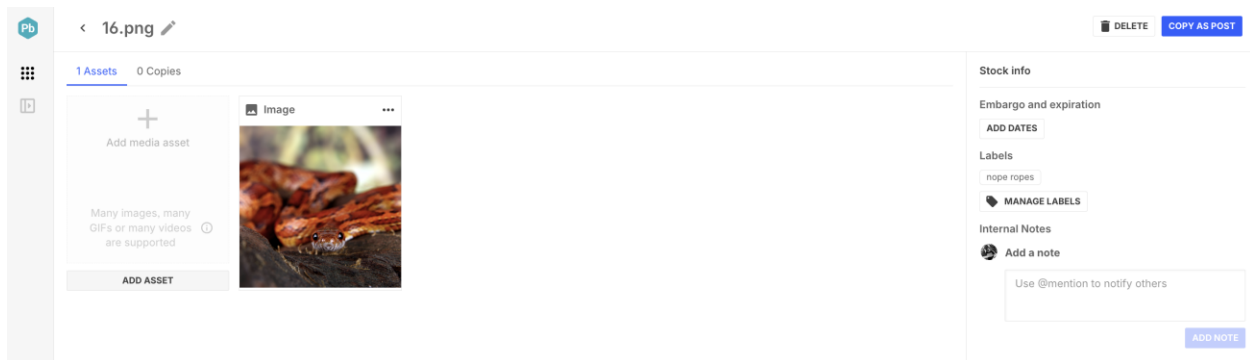 Pb
16.png
DELETE
COPY AS POST
1 Assets
0 Copies
Add media asset
Many images, many
GIFs or many videos
are supported
ADD ASSET
Image
Stock info
Embargo and expiration
ADD DATES
Labels
nope ropes
MANAGE LABELS
Internal Notes
Add a note
Use @mention to notify others
ADD NOTE